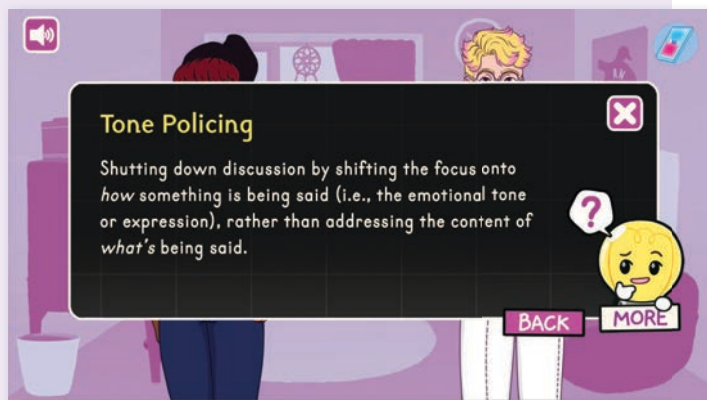 Tone Policing
Shutting down discussion by shifting the focus onto
how something is being said (i.e., the emotional tone
or expression), rather than addressing the content of
what's being said.
?
BACK
MORE